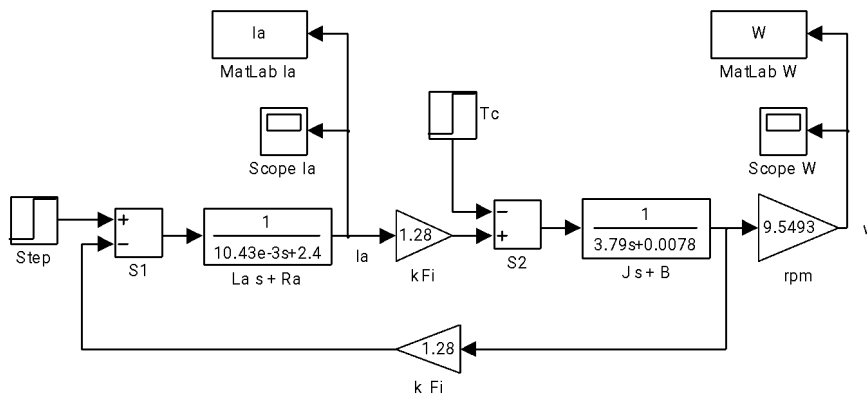 Ia
MatLab Ia
W
MatLab W
Tc
Scope Ia
Scope W
Step
+
−
S1
1
10.43e-3s+2.4
La s + Ra
Ia
1.28
kFi
−
+
S2
1
3.79s+0.0078
J s + B
9.5493
rpm
1.28
k Fi